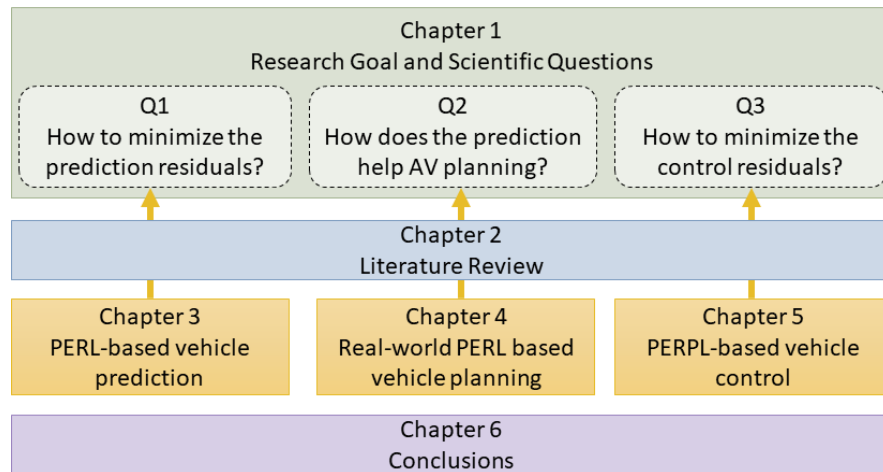 Chapter 1
Research Goal and Scientific Questions
Q1
How to minimize the
prediction residuals?
Q2
How does the prediction
help AV planning?
Q3
How to minimize the
control residuals?
Chapter 2
Literature Review
Chapter 3
PERL-based vehicle
prediction
Chapter 4
Real-world PERL based
vehicle planning
Chapter 5
PERPL-based vehicle
control
Chapter 6
Conclusions